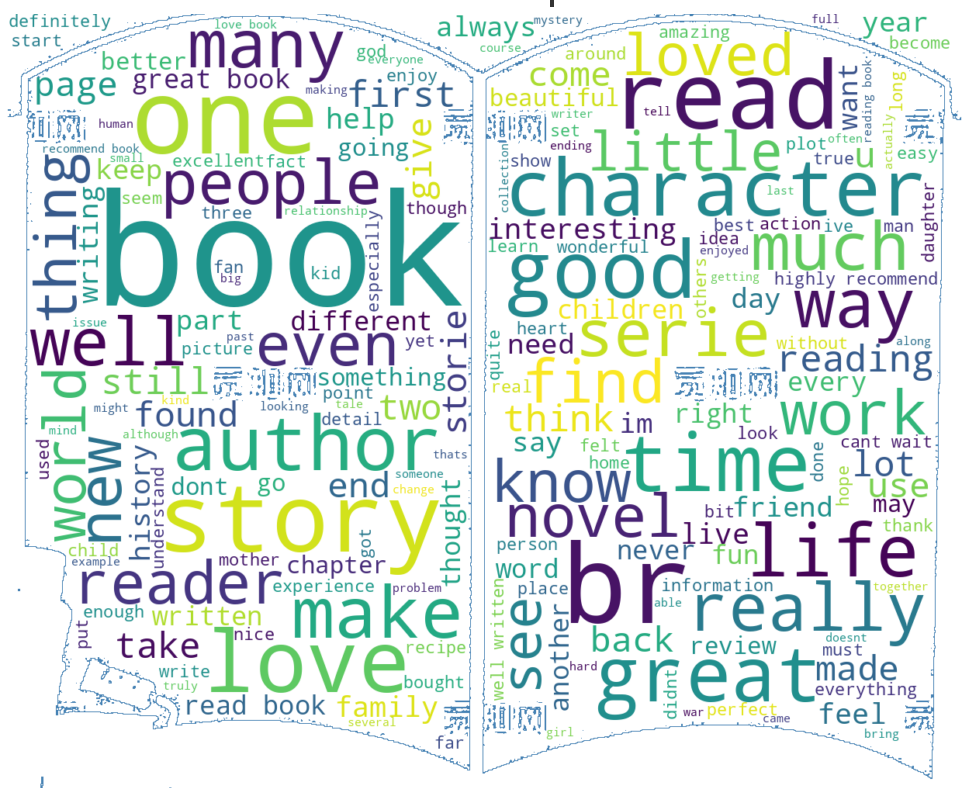 definitely
love book
always
mystery
full
year
start
many
god
everyone
course
amazing
become
better
great book
enjoy
around
loved
page
making
first
come
read
want
reading book
long
one
help
beautiful
tell
human
writer
set
little
plot
often
actually
recommend book
going
give
ending
true
u
easy
small
excellent
fact
show
thing
keep
people
collection
character
last
seem
writing
three
relationship
though
daughter
book
especially
interesting
best
action
ive
man
fan
big
kid
learn
wonderful
idea
enjoyed
much
good
others
getting
highly recommend
day
way
issue
part
different
children
well
past
even
yet
storie
heart
serie
without
along
picture
quite
need
reading
world
still
something
real
find
every
kind
point
might
found
looking
tale
detail
two
think
im
right
work
mind
although
author
thats
say
felt
look
cant wait
used
new
history
understand
dont
go
end
someone
change
home
time
done
hope
lot
use
know
may
story
got
thought
novel
bit
friend
thank
live
child
example
mother
chapter
person
never
fun
life
reader
experience
problem
word
place
br
information
together
enough
written
make
well written
see
another
able
really
put
nice
take
recipe
back
review
doesnt
must
write
truly
love
bought
hard
great
made
everything
read book
family
several
didnt
war
perfect
came
feel
far
girl
bring